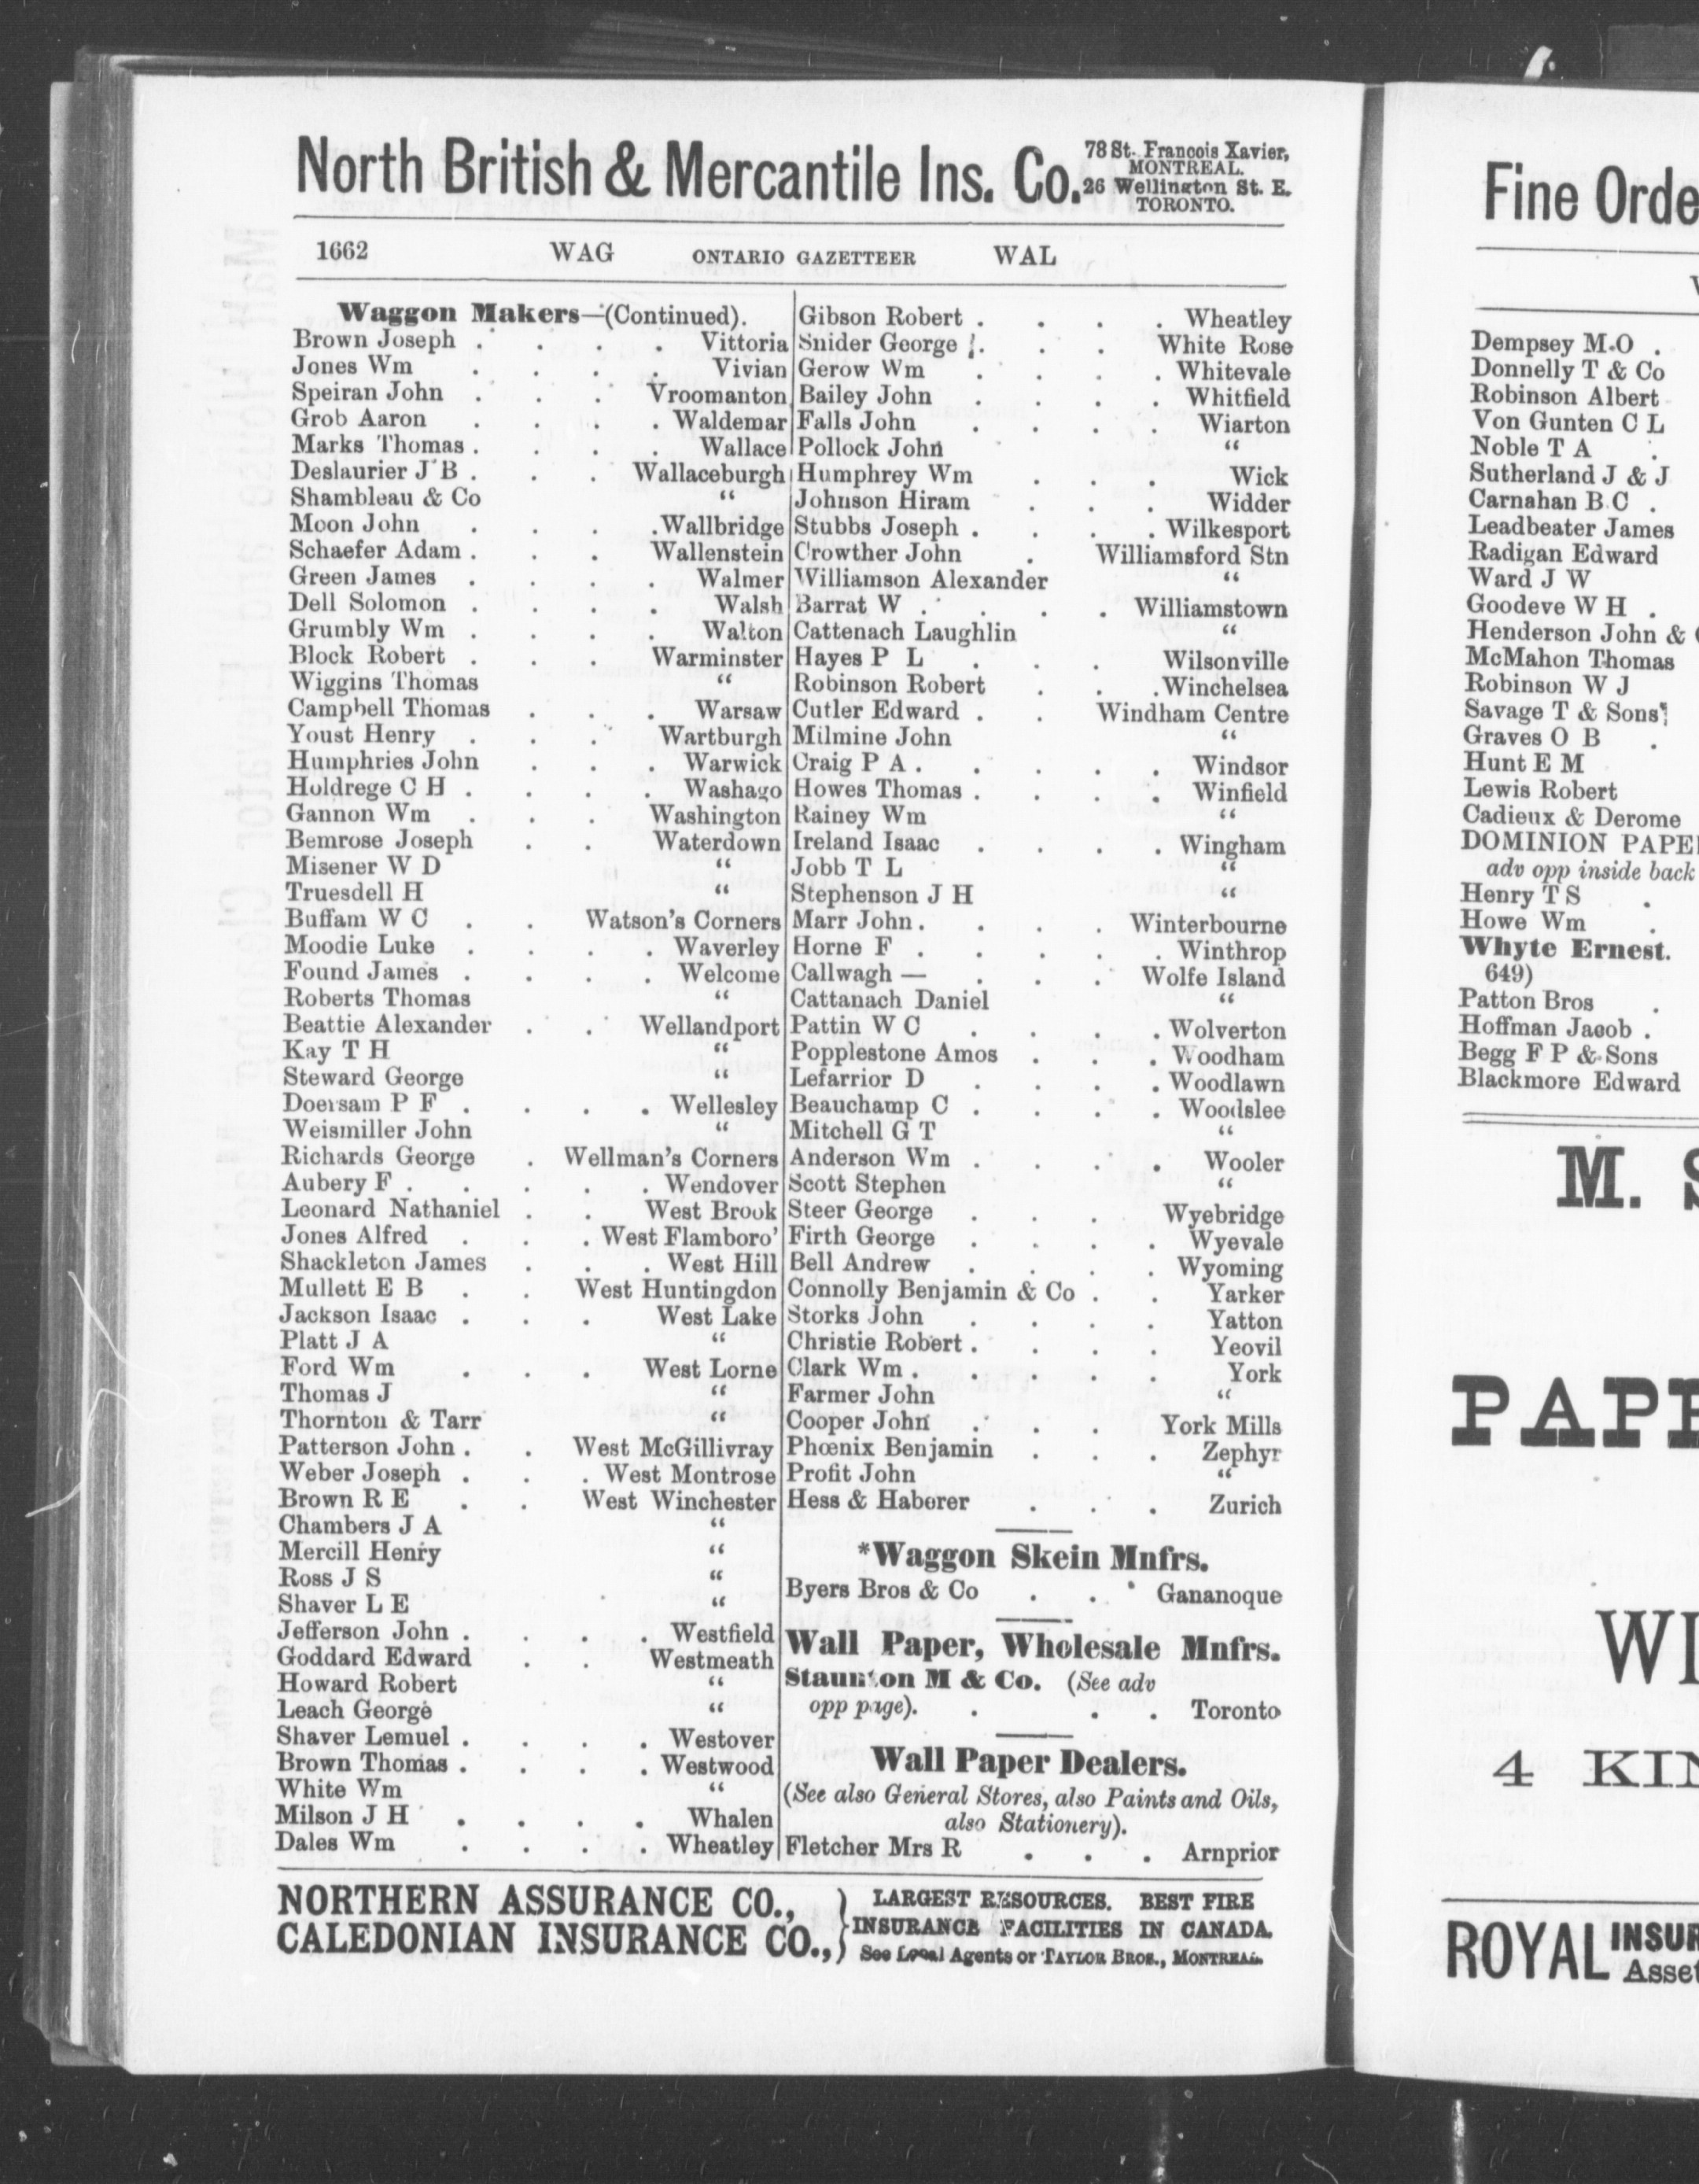 North British & Mercantile Ins. Co. 78 St. Francois Xavier,
MONTREAL.
26 Wellington St. E.
TORONTO.
1662 WAG ONTARIO GAZETTEER WAL
Waggon Makers—(Continued).
Brown Joseph . . . . Vittoria
Jones Wm . . . . Vivian
Speiran John . . . Vroomanton
Grob Aaron . . . . Waldemar
Marks Thomas . . . . Wallace
Deslaurier J B . . . Wallaceburgh
Shambleau & Co “
Moon John . . . . Wallbridge
Schaefer Adam . . . Wallenstein
Green James . . . . Walmer
Dell Solomon . . . . Walsh
Grumbly Wm . . . . Walton
Block Robert . . . Warminster
Wiggins Thomas “
Campbell Thomas . . . Warsaw
Youst Henry . . . Wartburgh
Humphries John . . . Warwick
Holdrege C H . . . . Washago
Gannon Wm . . . Washington
Bemrose Joseph . . Waterdown
Misener W D “
Truesdell H “
Buffam W C . . Watson's Corners
Moodie Luke . . . . Waverley
Found James . . . . Welcome
Roberts Thomas “
Beattie Alexander . . Wellandport
Kay T H “
Steward George “
Doersam P F . . . . Wellesley
Weismiller John “
Richards George . Wellman's Corners
Aubery F . . . . . Wendover
Leonard Nathaniel . . West Brook
Jones Alfred . . . West Flamboro'
Shackleton James . . . West Hill
Mullett E B . . West Huntingdon
Jackson Isaac . . . West Lake
Platt J A “
Ford Wm . . . West Lorne
Thomas J “
Thornton & Tarr “
Patterson John . . West McGillivray
Weber Joseph . . . West Montrose
Brown R E . . West Winchester
Chambers J A “
Mercill Henry “
Ross J S “
Shaver L E “
Jefferson John . . . . Westfield
Goddard Edward . . Westmeath
Howard Robert “
Leach George “
Shaver Lemuel . . . . Westover
Brown Thomas . . . . Westwood
White Wm “
Milson J H . . . . Whalen
Dales Wm . . . . Wheatley
Gibson Robert . . . . Wheatley
Snider George . . . White Rose
Gerow Wm . . . . Whitevale
Bailey John . . . . Whitfield
Falls John . . . . Wiarton
Pollock John “
Humphrey Wm . . . Wick
Johnson Hiram . . . Widder
Stubbs Joseph . . . . Wilkesport
Crowther John . Williamsford Stn
Williamson Alexander “
Barrat W . . . . Williamstown
Cattenach Laughlin “
Hayes P L . . . Wilsonville
Robinson Robert . . . Winchelsea
Cutler Edward . . Windham Centre
Milmine John “
Craig P A . . . . . Windsor
Howes Thomas . . . . Winfield
Rainey Wm “
Ireland Isaac . . . . Wingham
Jobb T L “
Stephenson J H “
Marr John . . . . Winterbourne
Horne F . . . . . Winthrop
Callwagh — . . . Wolfe Island
Cattanach Daniel “
Pattin W C . . . . Wolverton
Popplestone Amos . . . Woodham
Lefarrior D . . . . Woodlawn
Beauchamp C . . . . Woodslee
Mitchell G T “
Anderson Wm . . . . Wooler
Scott Stephen “
Steer George . . . Wyebridge
Firth George . . . . Wyevale
Bell Andrew . . . . Wyoming
Connolly Benjamin & Co . . Yarker
Storks John . . . . Yatton
Christie Robert . . . . Yeovil
Clark Wm . . . . . York
Farmer John “
Cooper John . . . York Mills
Phœnix Benjamin . . . Zephyr
Profit John “
Hess & Haberer . . . Zurich
*Waggon Skein Mnfrs.
Byers Bros & Co . . . Gananoque
Wall Paper, Wholesale Mnfrs.
Staunton M & Co. (See adv
opp page). . . . Toronto
Wall Paper Dealers.
(See also General Stores, also Paints and Oils,
also Stationery).
Fletcher Mrs R . . . Arnprior
NORTHERN ASSURANCE CO., } LARGEST RESOURCES. BEST FIRE
CALEDONIAN INSURANCE CO., INSURANCE FACILITIES IN CANADA.
See Local Agents or TAYLOR BROS., MONTREAL.
Fine Orde
Dempsey M.O .
Donnelly T & Co
Robinson Albert
Von Gunten C L
Noble T A .
Sutherland J & J
Carnahan B C .
Leadbeater James
Radigan Edward
Ward J W
Goodeve W H .
Henderson John &
McMahon Thomas
Robinson W J
Savage T & Sons
Graves O B .
Hunt E M
Lewis Robert
Cadieux & Derome
DOMINION PAPE
adv opp inside back
Henry T S .
Howe Wm .
Whyte Ernest.
649)
Patton Bros .
Hoffman Jacob .
Begg F P & Sons
Blackmore Edward
M. S
PAP
WI
4 KIN
ROYAL INSUR
Asset